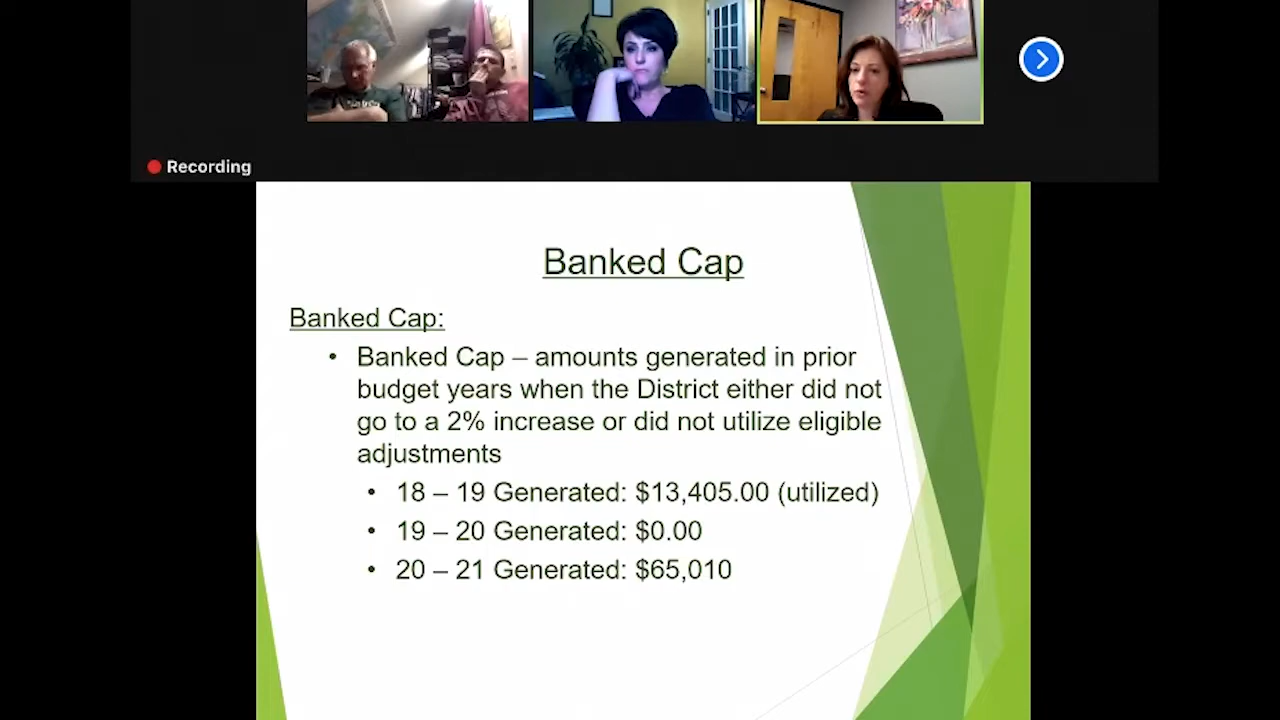 Recording
Banked Cap
Banked Cap:
• Banked Cap – amounts generated in prior
budget years when the District either did not
go to a 2% increase or did not utilize eligible
adjustments
• 18 – 19 Generated: $13,405.00 (utilized)
• 19 – 20 Generated: $0.00
• 20 – 21 Generated: $65,010